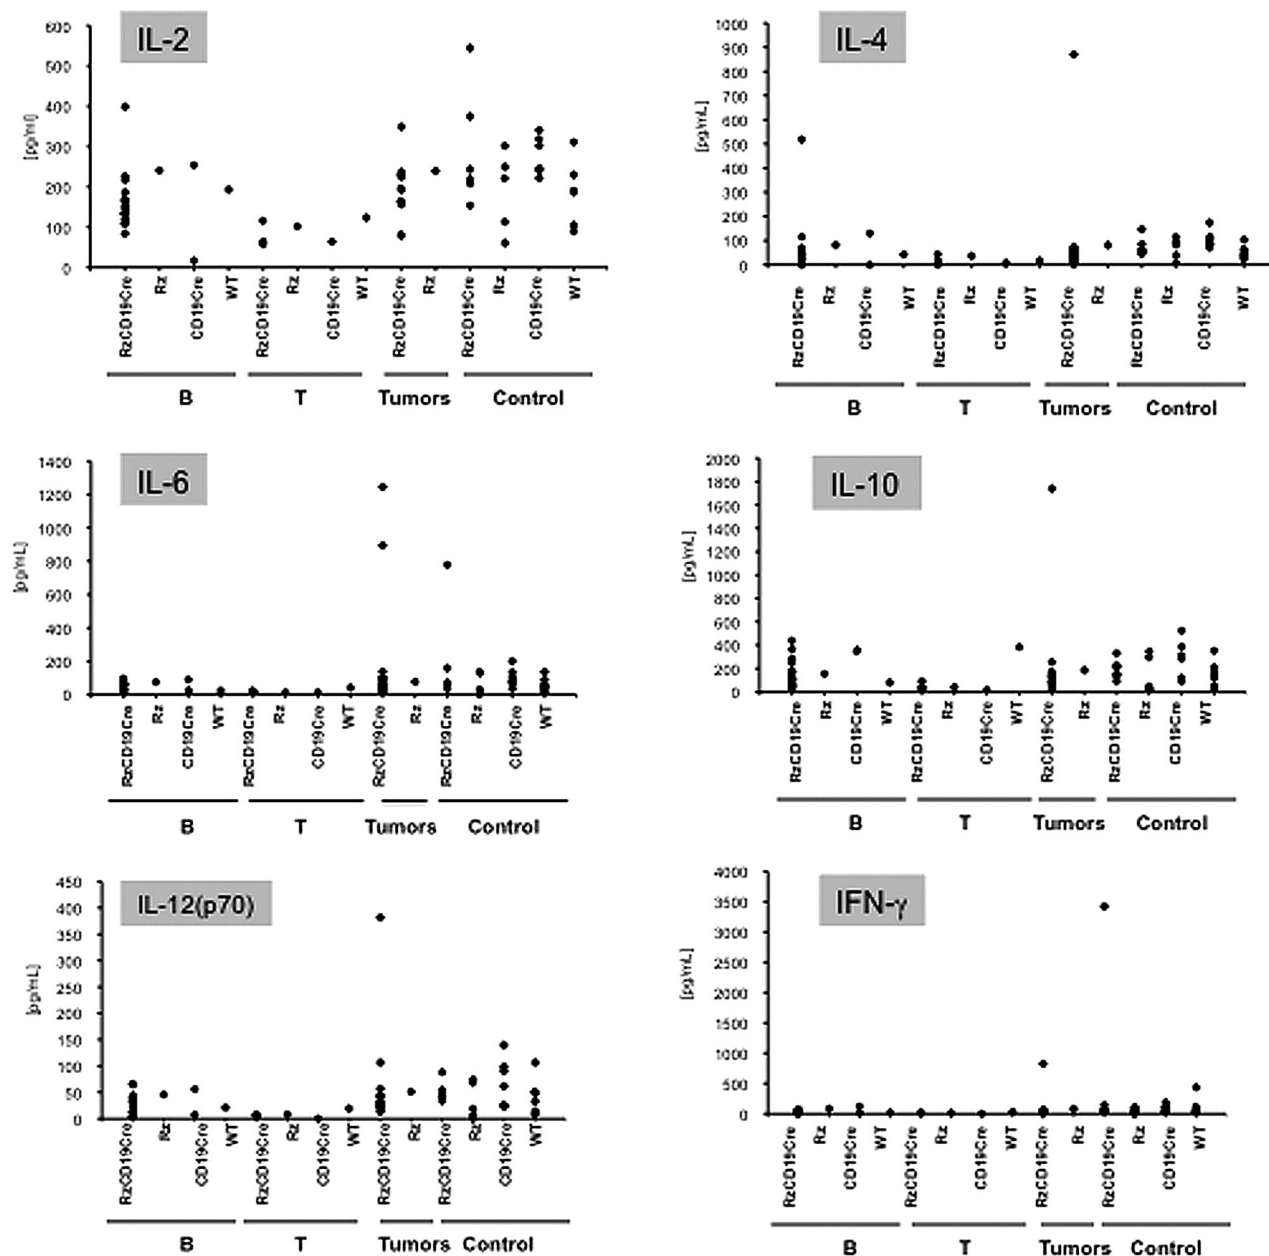 IL-2
[pg/ml]
600
500
400
300
200
100
0
RzCD19Cre Rz CD19Cre WT RzCD19Cre Rz CD19Cre WT RzCD19Cre Rz RzCD19Cre Rz CD19Cre WT
B T Tumors Control
IL-4
[pg/mL]
1000
900
800
700
600
500
400
300
200
100
0
RzCD19Cre Rz CD19Cre WT RzCD19Cre Rz CD19Cre WT RzCD19Cre Rz RzCD19Cre Rz CD19Cre WT
B T Tumors Control
IL-6
[pg/mL]
1400
1200
1000
800
600
400
200
0
RzCD19Cre Rz CD19Cre WT RzCD19Cre Rz CD19Cre WT RzCD19Cre Rz RzCD19Cre Rz CD19Cre WT
B T Tumors Control
IL-10
[pg/mL]
2000
1800
1600
1400
1200
1000
800
600
400
200
0
RzCD19Cre Rz CD19Cre WT RzCD19Cre Rz CD19Cre WT RzCD19Cre Rz RzCD19Cre Rz CD19Cre WT
B T Tumors Control
IL-12(p70)
[pg/mL]
450
400
350
300
250
200
150
100
50
0
RzCD19Cre Rz CD19Cre WT RzCD19Cre Rz CD19Cre WT RzCD19Cre Rz RzCD19Cre Rz CD19Cre WT
B T Tumors Control
IFN-γ
[pg/mL]
4000
3500
3000
2500
2000
1500
1000
500
0
RzCD19Cre Rz CD19Cre WT RzCD19Cre Rz CD19Cre WT RzCD19Cre Rz RzCD19Cre Rz CD19Cre WT
B T Tumors Control